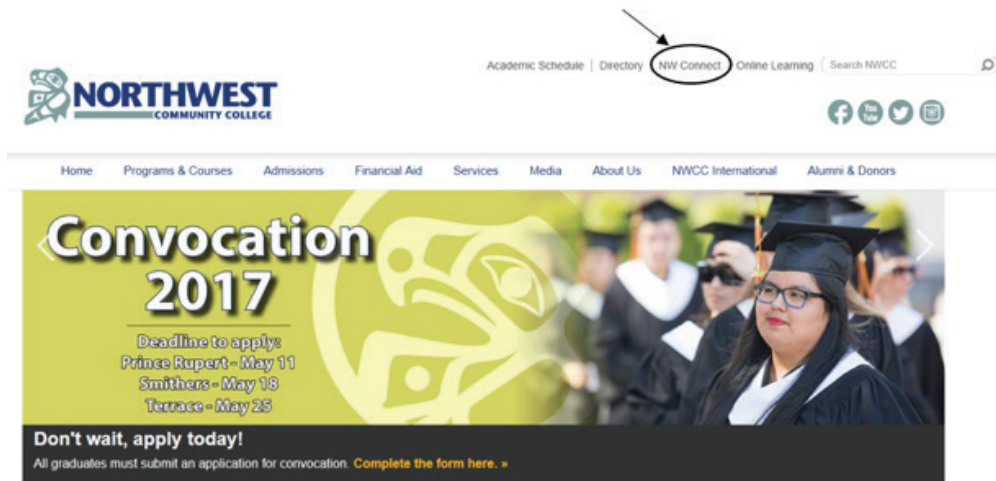 Academic Schedule | Directory NW Connect Online Learning Search NWCC
NORTHWEST
COMMUNITY COLLEGE
You Tube
Home Programs & Courses Admissions Financial Aid Services Media About Us NWCC International Alumni & Donors
Convocation
2017
Deadline to apply:
Prince Rupert - May 11
Smithers - May 18
Terrace - May 25
Don't wait, apply today!
All graduates must submit an application for convocation. Complete the form here. »